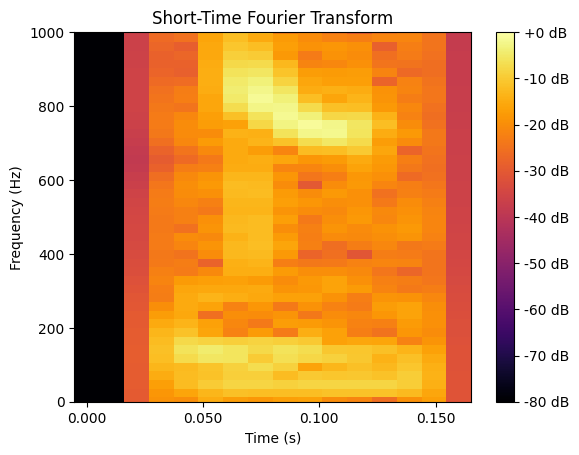 Short-Time Fourier Transform
Frequency (Hz)
1000
800
600
400
200
0
0.000
0.050
0.100
0.150
Time (s)
+0 dB
-10 dB
-20 dB
-30 dB
-40 dB
-50 dB
-60 dB
-70 dB
-80 dB